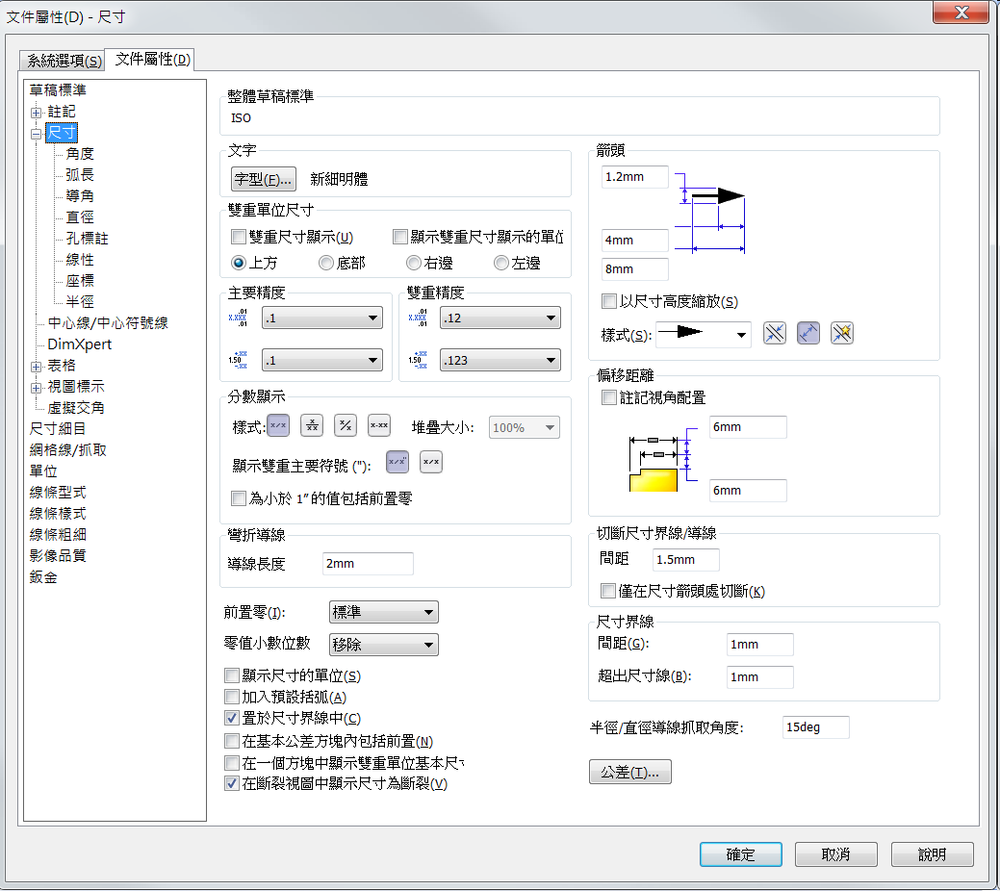 文件屬性(D) - 尺寸
系統選項(S)
文件屬性(D)
草稿標準
註記
尺寸
角度
弧長
導角
直徑
孔標註
線性
座標
半徑
中心線/中心符號線
DimXpert
表格
視圖標示
虛擬交角
尺寸細目
網格線/抓取
單位
線條型式
線條樣式
線條粗細
影像品質
鈑金
整體草稿標準
ISO
文字
字型(F)...
新細明體
雙重單位尺寸
雙重尺寸顯示(U)
顯示雙重尺寸顯示的單位
上方
底部
右邊
左邊
主要精度
.1
.1
雙重精度
.12
.123
分數顯示
樣式:
堆疊大小:
100%
顯示雙重主要符號 ("):
為小於 1" 的值包括前置零
彎折導線
導線長度
2mm
前置零(I):
標準
零值小數位數
移除
顯示尺寸的單位(S)
加入預設括弧(A)
置於尺寸界線中(C)
在基本公差方塊內包括前置(N)
在一個方塊中顯示雙重單位基本尺寸
在斷裂視圖中顯示尺寸為斷裂(V)
箭頭
1.2mm
4mm
8mm
以尺寸高度縮放(S)
樣式(S):
偏移距離
註記視角配置
6mm
6mm
切斷尺寸界線/導線
間距
1.5mm
僅在尺寸箭頭處切斷(K)
尺寸界線
間距(G):
1mm
超出尺寸線(B):
1mm
半徑/直徑導線抓取角度:
15deg
公差(T)...
確定
取消
說明